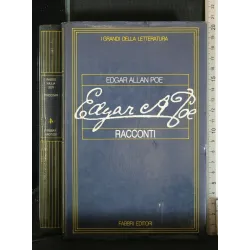 I GRANDI DELLA LETTERATURA
EDGAR ALLAN POE
Edgar A Poe
RACCONTI
FABBRI EDITORI